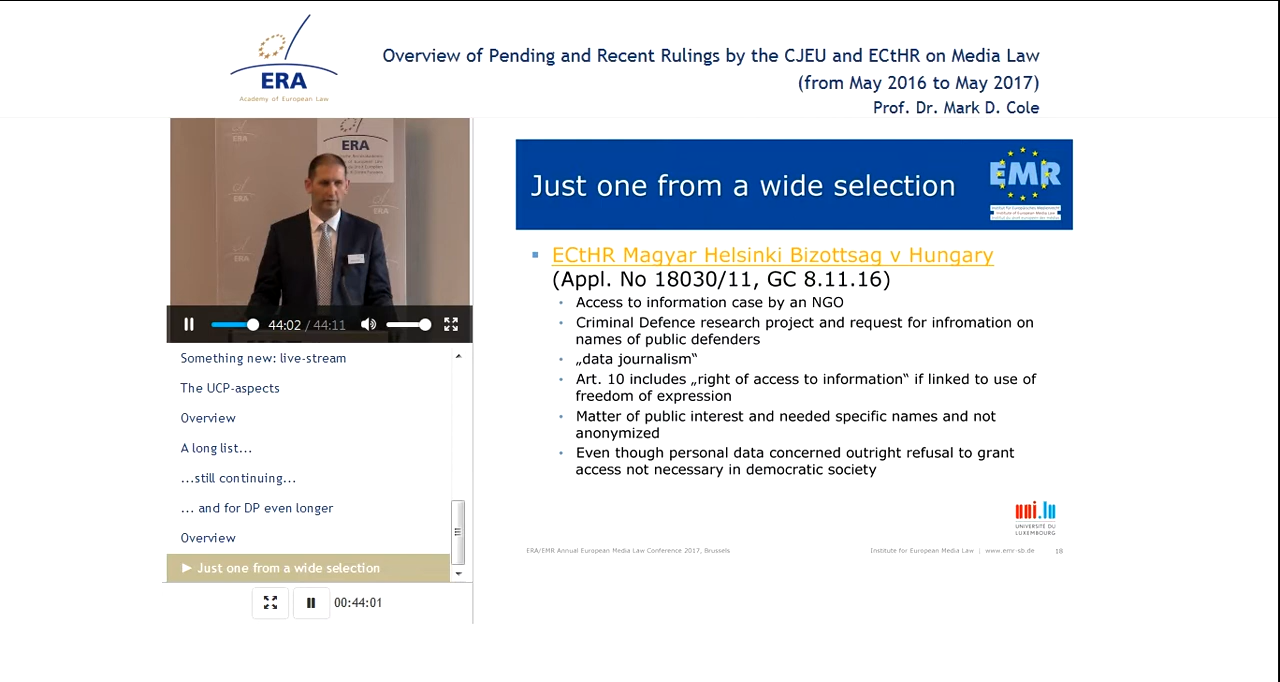 ERA
Academy of European Law
Overview of Pending and Recent Rulings by the CJEU and ECtHR on Media Law
(from May 2016 to May 2017)
Prof. Dr. Mark D. Cole
ERA
44:02 / 44:11
Something new: live-stream
The UCP-aspects
Overview
A long list...
...still continuing...
... and for DP even longer
Overview
► Just one from a wide selection
00:44:01
Just one from a wide selection
EMR
Institute of European Media Law
ECtHR Magyar Helsinki Bizottsag v Hungary
(Appl. No 18030/11, GC 8.11.16)
• Access to information case by an NGO
• Criminal Defence research project and request for infromation on
names of public defenders
• „data journalism“
• Art. 10 includes „right of access to information“ if linked to use of
freedom of expression
• Matter of public interest and needed specific names and not
anonymized
• Even though personal data concerned outright refusal to grant
access not necessary in democratic society
uni.lu
UNIVERSITÉ DU
LUXEMBOURG
ERA/EMR Annual European Media Law Conference 2017, Brussels
Institute for European Media Law | www.emr-sb.de 18